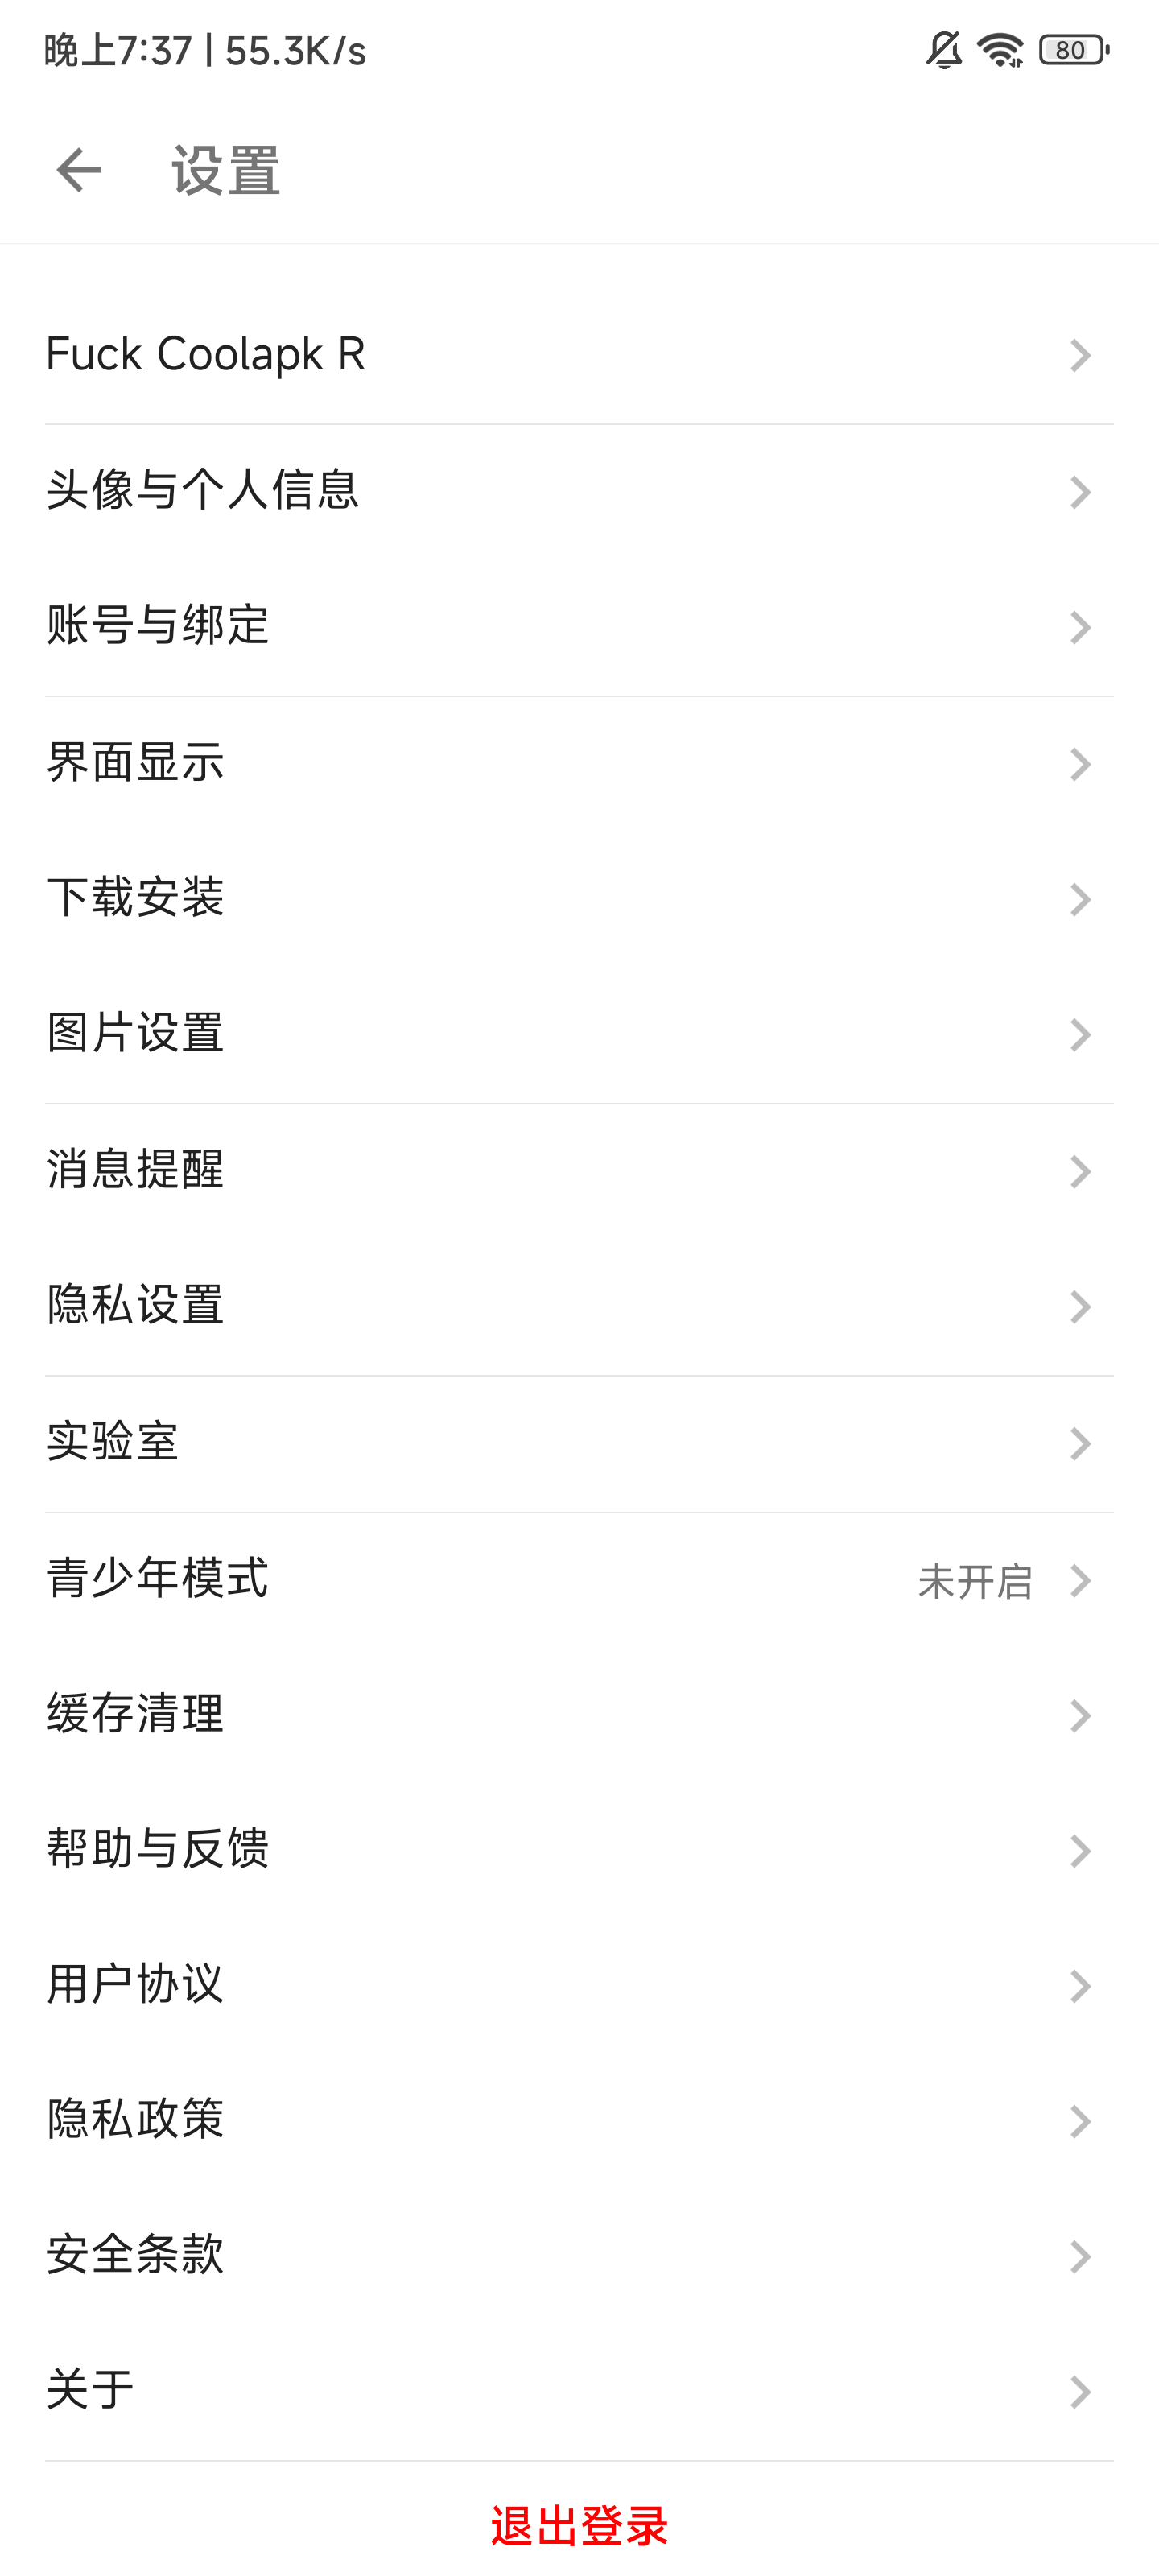 晚上7:37 | 55.3K/s
80
设置
Fuck Coolapk R
头像与个人信息
账号与绑定
界面显示
下载安装
图片设置
消息提醒
隐私设置
实验室
青少年模式 未开启
缓存清理
帮助与反馈
用户协议
隐私政策
安全条款
关于
退出登录